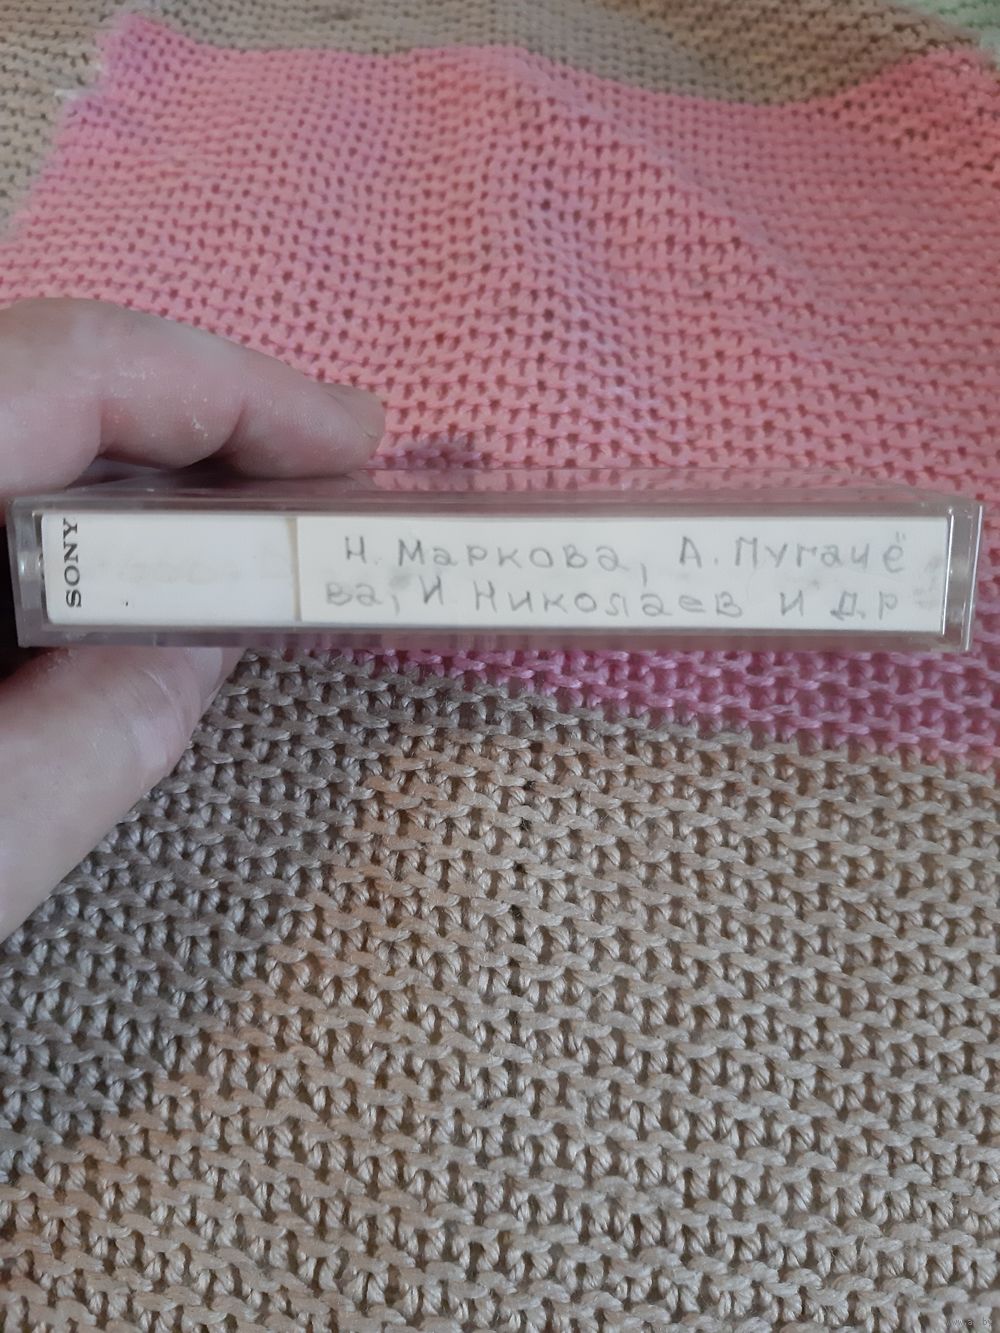 SONY
Н. Маркова, А. Пугачё
ва, И Николаев и д.р